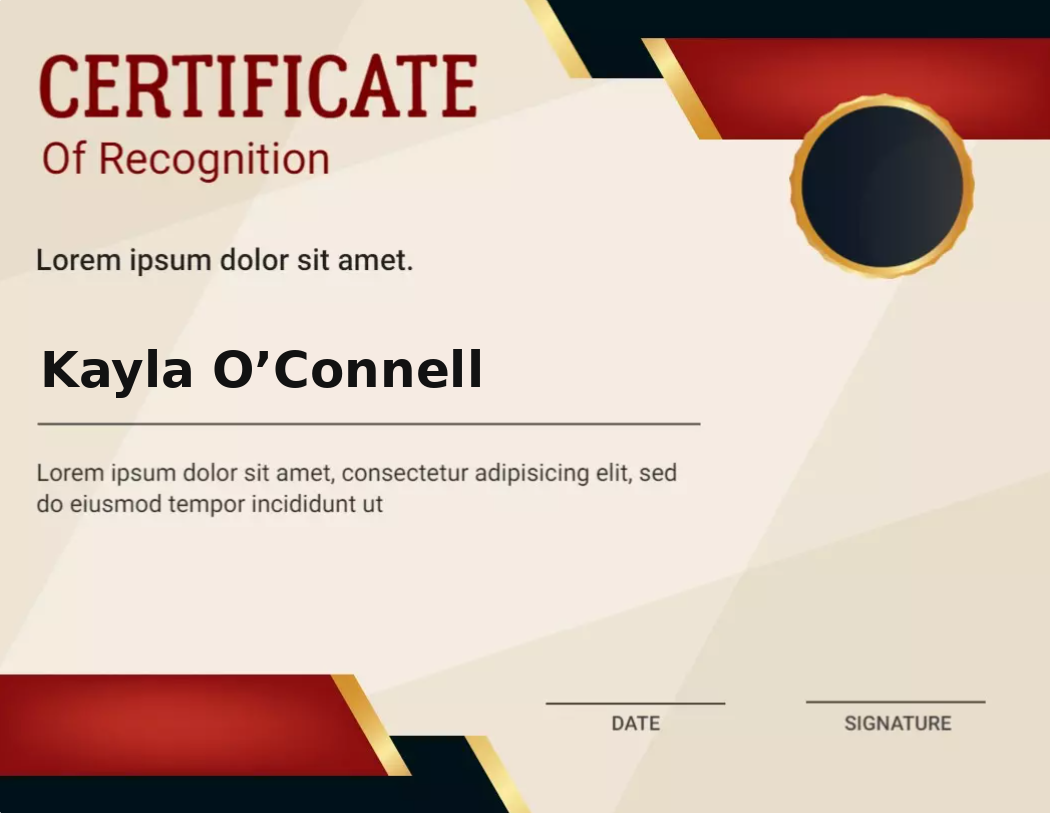 CERTIFICATE
Of Recognition
Lorem ipsum dolor sit amet.
Kayla O’Connell
Lorem ipsum dolor sit amet, consectetur adipisicing elit, sed
do eiusmod tempor incididunt ut
DATE
SIGNATURE